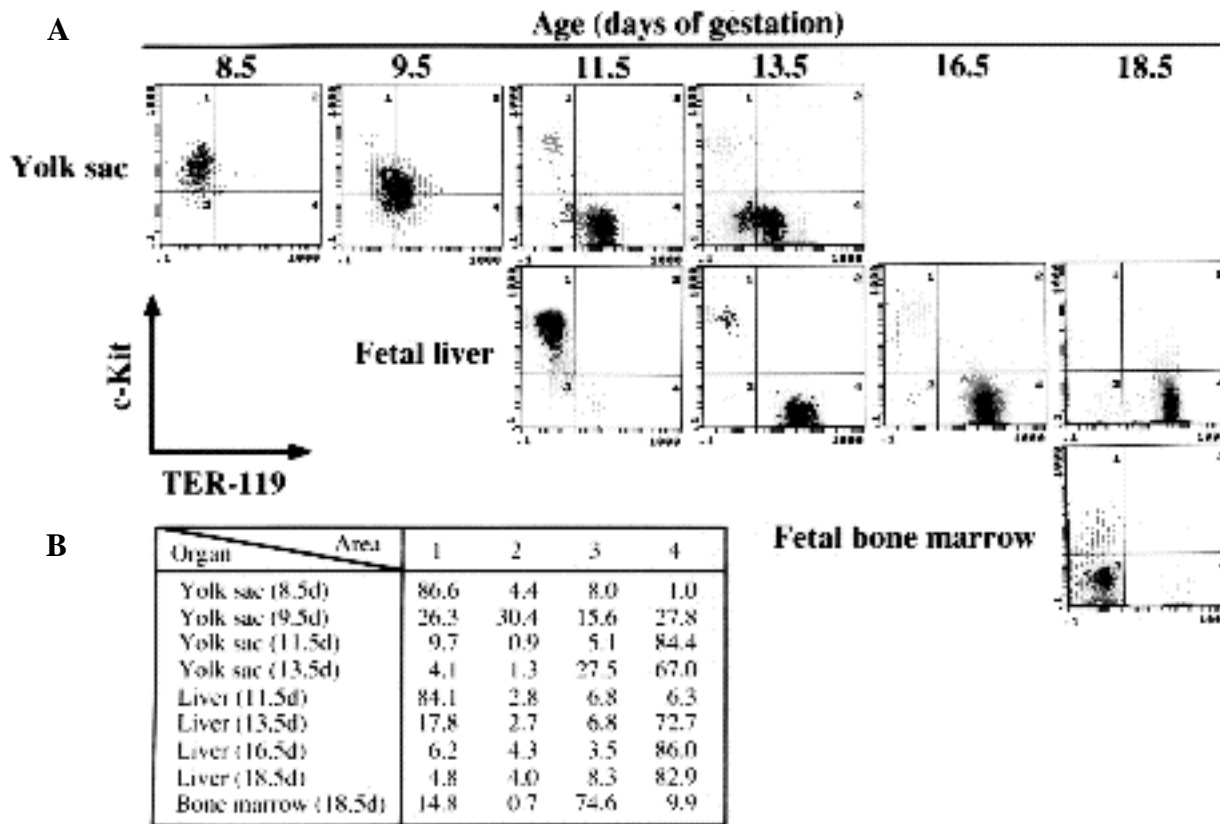 A
Age (days of gestation)
8.5 9.5 11.5 13.5 16.5 18.5
Yolk sac
Fetal liver
c-Kit
TER-119
Fetal bone marrow
B
Organ Area 1 2 3 4
Yolk sac (8.5d) 86.6 4.4 8.0 1.0
Yolk sac (9.5d) 26.3 30.4 15.6 27.8
Yolk sac (11.5d) 9.7 0.9 5.1 84.4
Yolk sac (13.5d) 4.1 1.3 27.5 67.0
Liver (11.5d) 84.1 2.8 6.8 6.3
Liver (13.5d) 17.8 2.7 6.8 72.7
Liver (16.5d) 6.2 4.3 3.5 86.0
Liver (18.5d) 4.8 4.0 8.3 82.9
Bone marrow (18.5d) 14.8 0.7 74.6 9.9